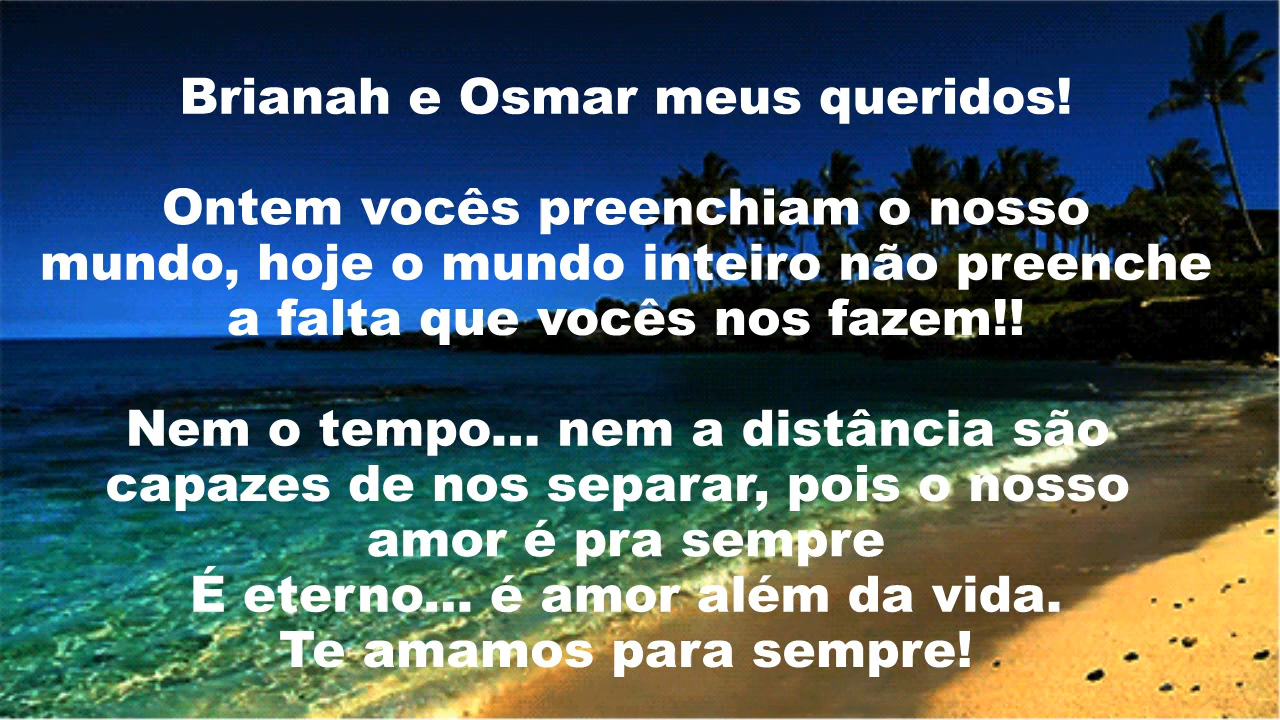 Brianah e Osmar meus queridos!
Ontem vocês preenchiam o nosso
mundo, hoje o mundo inteiro não preenche
a falta que vocês nos fazem!!
Nem o tempo... nem a distância são
capazes de nos separar, pois o nosso
amor é pra sempre
É eterno... é amor além da vida.
Te amamos para sempre!